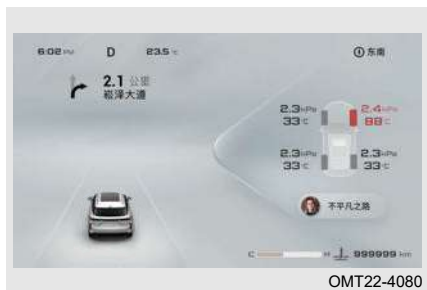 6:02 PM D 23.5 ℃ 东南
2.1 公里
崧泽大道
2.3 kPa 2.4 kPa
33℃ 88℃
2.3 kPa 2.3 kPa
33℃ 33℃
不平凡之路
C H 999999 km
OMT22-4080